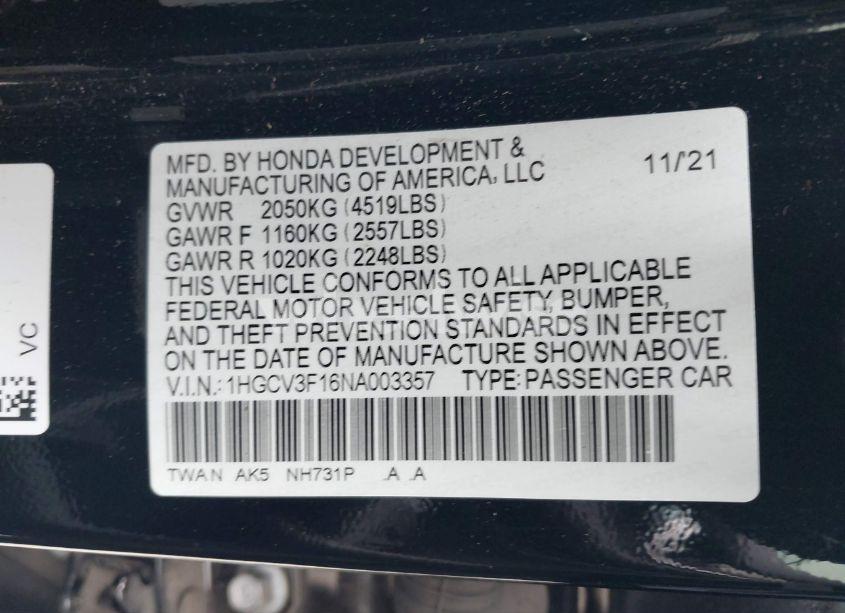 MFD. BY HONDA DEVELOPMENT &
MANUFACTURING OF AMERICA, LLC
11/'21
GVWR 2050KG (4519LBS)
GAWR F 1160KG (2557LBS)
GAWR R 1020KG (2248LBS)
THIS VEHICLE CONFORMS TO ALL APPLICABLE
FEDERAL MOTOR VEHICLE SAFETY, BUMPER,
AND THEFT PREVENTION STANDARDS IN EFFECT
ON THE DATE OF MANUFACTURE SHOWN ABOVE.
V.I.N.: 1HGCV3F16NA003357 TYPE: PASSENGER CAR
TWAN AK5 NH731P .A .A
VC